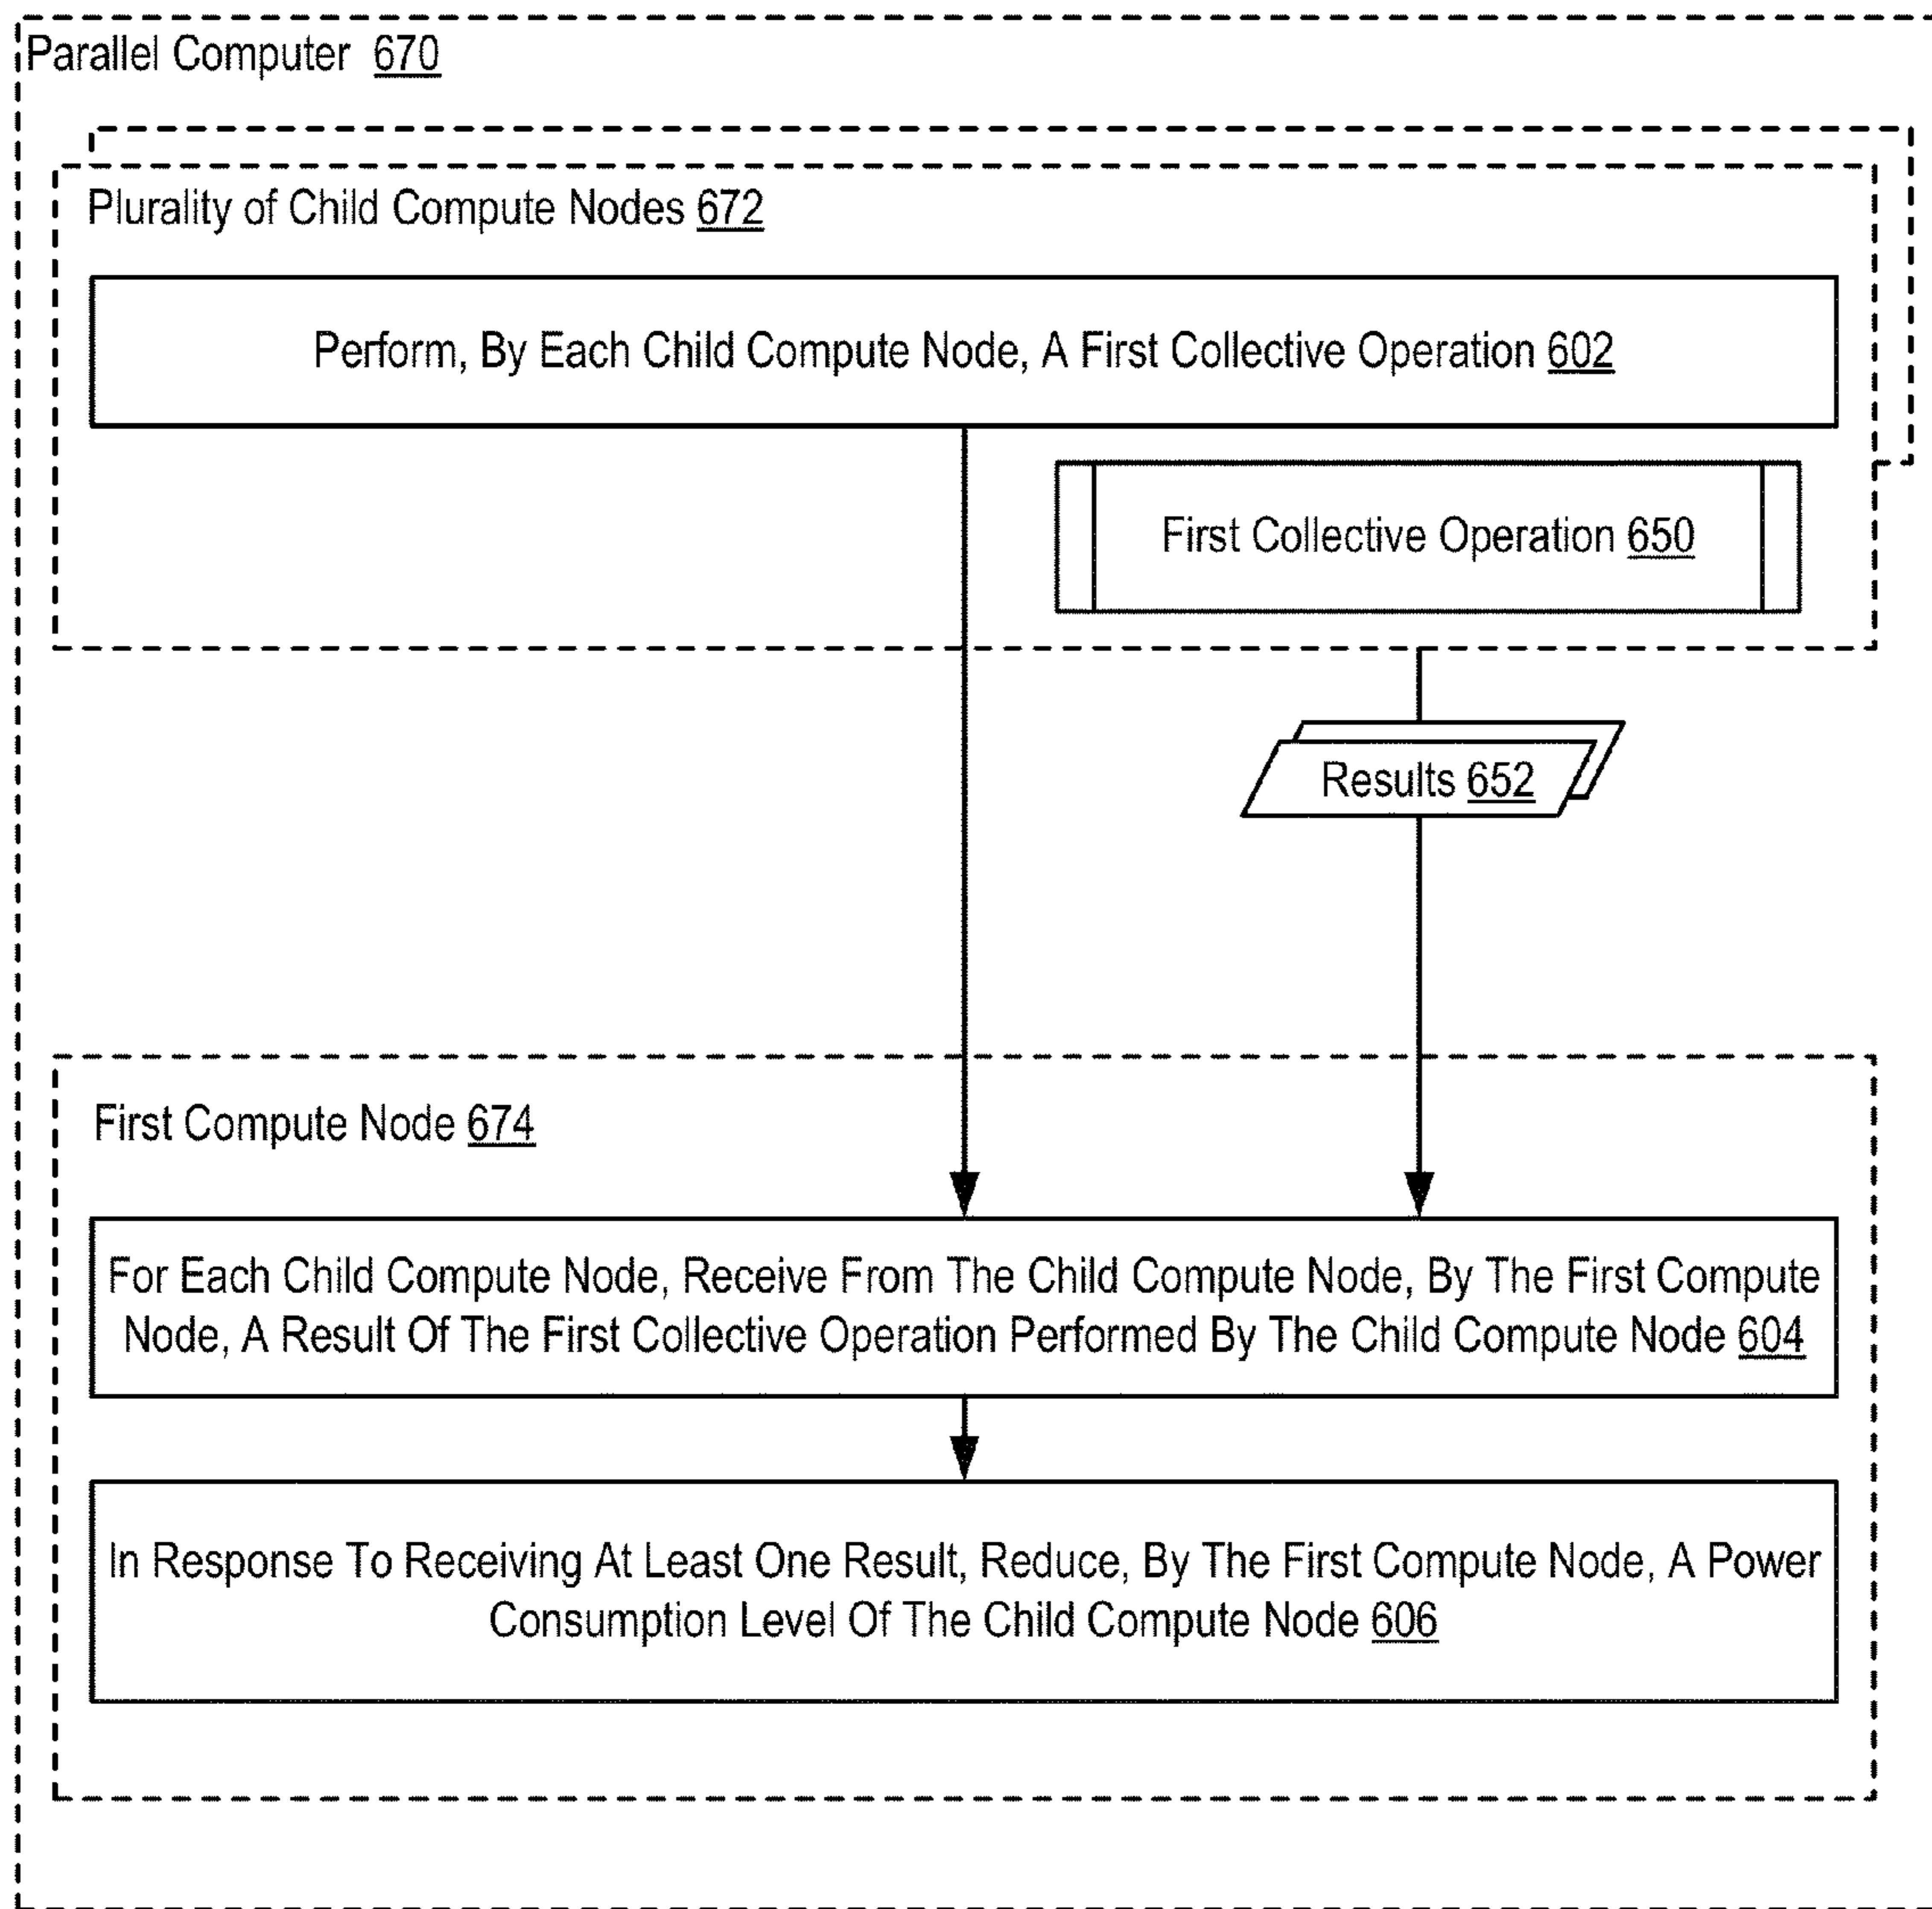 Parallel Computer 670
Plurality of Child Compute Nodes 672
Perform, By Each Child Compute Node, A First Collective Operation 602
First Collective Operation 650
Results 652
First Compute Node 674
For Each Child Compute Node, Receive From The Child Compute Node, By The First Compute
Node, A Result Of The First Collective Operation Performed By The Child Compute Node 604
In Response To Receiving At Least One Result, Reduce, By The First Compute Node, A Power
Consumption Level Of The Child Compute Node 606